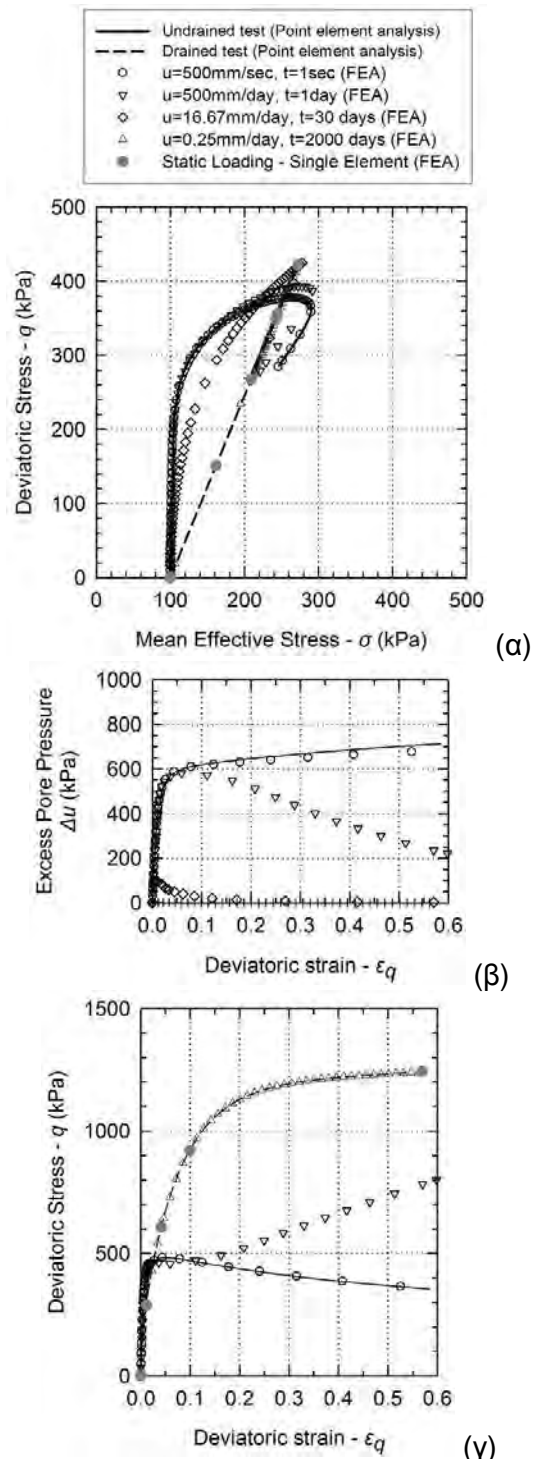 Undrained test (Point element analysis)
Drained test (Point element analysis)
u=500mm/sec, t=1sec (FEA)
u=500mm/day, t=1day (FEA)
u=16.67mm/day, t=30 days (FEA)
u=0.25mm/day, t=2000 days (FEA)
Static Loading - Single Element (FEA)
500
400
300
200
100
0
Deviatoric Stress - q (kPa)
0 100 200 300 400 500
Mean Effective Stress - σ (kPa)
(α)
1000
800
600
400
200
0
Excess Pore Pressure
Δu (kPa)
0.0 0.1 0.2 0.3 0.4 0.5 0.6
Deviatoric strain - εq
(β)
1500
1000
500
0
Deviatoric Stress - q (kPa)
0.0 0.1 0.2 0.3 0.4 0.5 0.6
Deviatoric strain - εq
(γ)